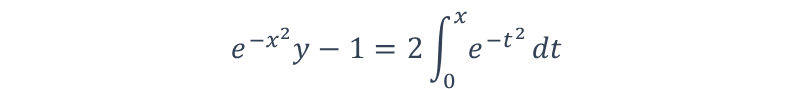 e^{-x^2} y - 1 = 2 ∫_0^x e^{-t^2} dt